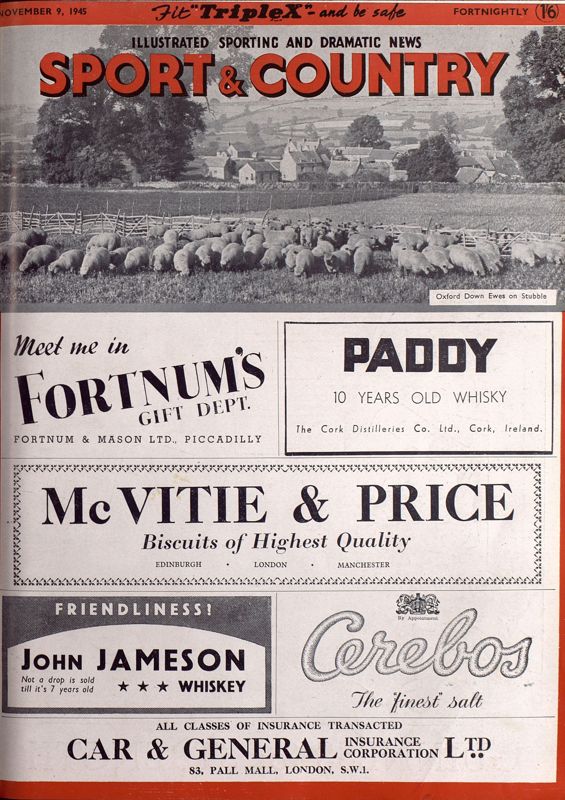 NOVEMBER 9, 1945 Fit "TripleX" - and be safe FORTNIGHTLY 1'6
ILLUSTRATED SPORTING AND DRAMATIC NEWS
SPORT & COUNTRY
Oxford Down Ewes on Stubble
Meet me in
FORTNUM'S
GIFT DEPT.
FORTNUM & MASON LTD., PICCADILLY
PADDY
10 YEARS OLD WHISKY
The Cork Distilleries Co. Ltd., Cork, Ireland.
McVITIE & PRICE
Biscuits of Highest Quality
EDINBURGH · LONDON · MANCHESTER
FRIENDLINESS!
JOHN JAMESON
Not a drop is sold
till it's 7 years old
★ ★ ★ WHISKEY
By Appointment
Cerebos
The "finest" salt
ALL CLASSES OF INSURANCE TRANSACTED
CAR & GENERAL INSURANCE CORPORATION LTD
83, PALL MALL, LONDON, S.W.1.